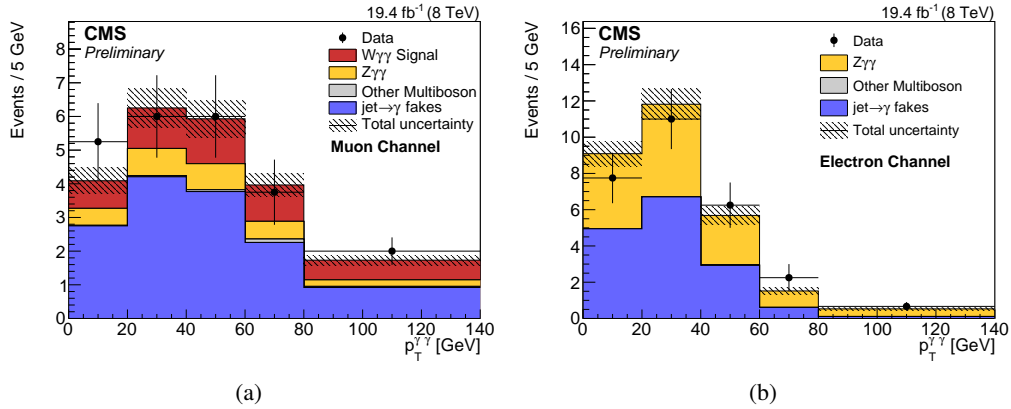 19.4 fb⁻¹ (8 TeV)
CMS
Preliminary
Data
Wγγ Signal
Zγγ
Other Multiboson
jet→γ fakes
Total uncertainty
Muon Channel
Events / 5 GeV
8
7
6
5
4
3
2
1
0
0 20 40 60 80 100 120 140
p_T^γγ [GeV]
(a)
19.4 fb⁻¹ (8 TeV)
CMS
Preliminary
Data
Zγγ
Other Multiboson
jet→γ fakes
Total uncertainty
Electron Channel
Events / 5 GeV
16
14
12
10
8
6
4
2
0
0 20 40 60 80 100 120 140
p_T^γγ [GeV]
(b)